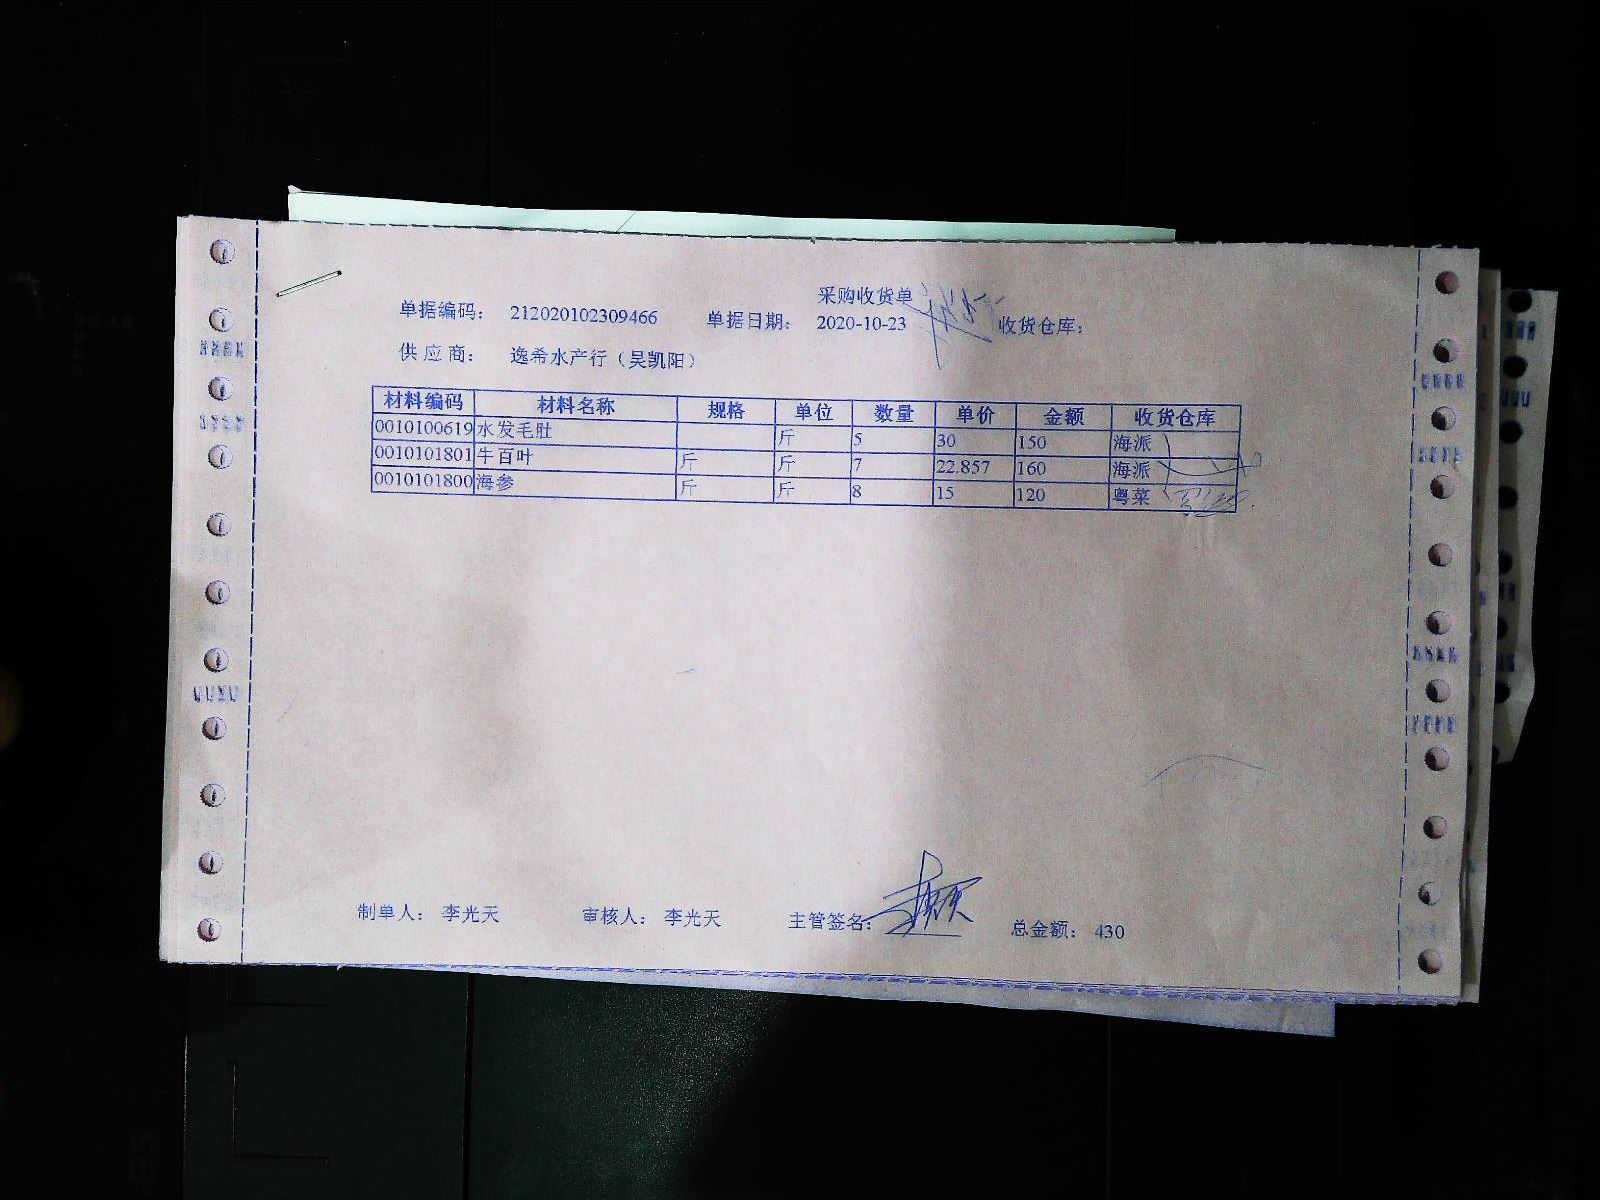 采购收货单
单据编码: 212020102309466 单据日期: 2020-10-23 收货仓库:
供 应 商: 逸希水产行（吴凯阳）
材料编码 材料名称 规格 单位 数量 单价 金额 收货仓库
0010100619 水发毛肚 斤 5 30 150 海派
0010101801 牛百叶 斤 斤 7 22.857 160 海派
0010101800 海参 斤 斤 8 15 120 粤菜
制单人: 李光天 审核人: 李光天 主管签名: 总金额: 430